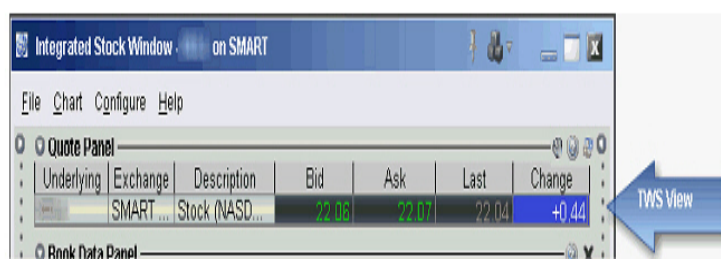 Integrated Stock Window - on SMART
File Chart Configure Help
Quote Panel
Underlying Exchange Description Bid Ask Last Change
SMART ... Stock (NASD... 22.06 22.07 22.04 +0.44
TWS View
Book Data Panel